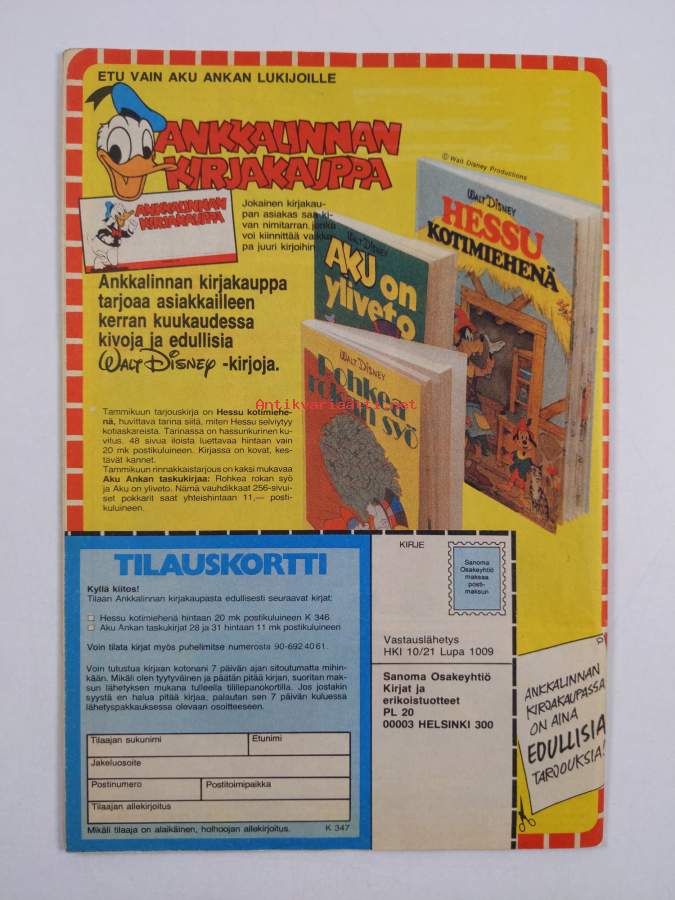 ETU VAIN AKU ANKAN LUKIJOILLE
ANKKALINNAN
KIRJAKAUPPA
© Walt Disney Productions
ANKKALINNAN
KIRJAKAUPPA
Jokainen kirjakau-
pan asiakas saa ki-
van nimitarran, jonka
voi kiinnittää vaikka
pa juuri kirjoihin.
WALT DISNEY
HESSU
KOTIMIEHENÄ
WALT DISNEY
AKU on
yliveto
WALT DISNEY
Rohkea
rokan syö
Ankkalinnan kirjakauppa
tarjoaa asiakkailleen
kerran kuukaudessa
kivoja ja edullisia
WALT DISNEY -kirjoja.
Antikvariaatti.net
Tammikuun tarjouskirja on Hessu kotimiehe-
nä, huvittava tarina siitä, miten Hessu selviytyy
kotiaskareista. Tarinassa on hassunkurinen ku-
vitus. 48 sivua iloista luettavaa hintaan vain
20 mk postikuluineen. Kirjassa on kovat, kes-
tävät kannet.
Tammikuun rinnakkaistarjous on kaksi mukavaa
Aku Ankan taskukirjaa: Rohkea rokan syö
ja Aku on yliveto. Nämä vauhdikkaat 256-sivui-
set pokkarit saat yhteishintaan 11,— posti-
kuluineen.
TILAUSKORTTI
Kyllä kiitos!
Tilaan Ankkalinnan kirjakaupasta edullisesti seuraavat kirjat:
□ Hessu kotimiehenä hintaan 20 mk postikuluineen K 346
□ Aku Ankan taskukirjat 28 ja 31 hintaan 11 mk postikuluineen
Voin tilata kirjat myös puhelimitse numerosta 90-692 40 61.
Voin tutustua kirjaan kotonani 7 päivän ajan sitoutumatta mihin-
kään. Mikäli olen tyytyväinen ja päätän pitää kirjan, suoritan mak-
sun lähetyksen mukana tulleella tilillepanokortilla. Jos jostakin
syystä en halua pitää kirjaa, palautan sen 7 päivän kuluessa
lähetyspakkauksessa olevaan osoitteeseen.
Tilaajan sukunimi Etunimi
Jakeluosoite
Postinumero Postitoimipaikka
Tilaajan allekirjoitus
Mikäli tilaaja on alaikäinen, holhoojan allekirjoitus. K 347
KIRJE
Sanoma
Osakeyhtiö
maksaa
posti-
maksun
Vastauslähetys
HKI 10/21 Lupa 1009
Sanoma Osakeyhtiö
Kirjat ja
erikoistuotteet
PL 20
00003 HELSINKI 300
ANKKALINNAN
KIRJAKAUPASSA
ON AINA
EDULLISIA
TARJOUKSIA!